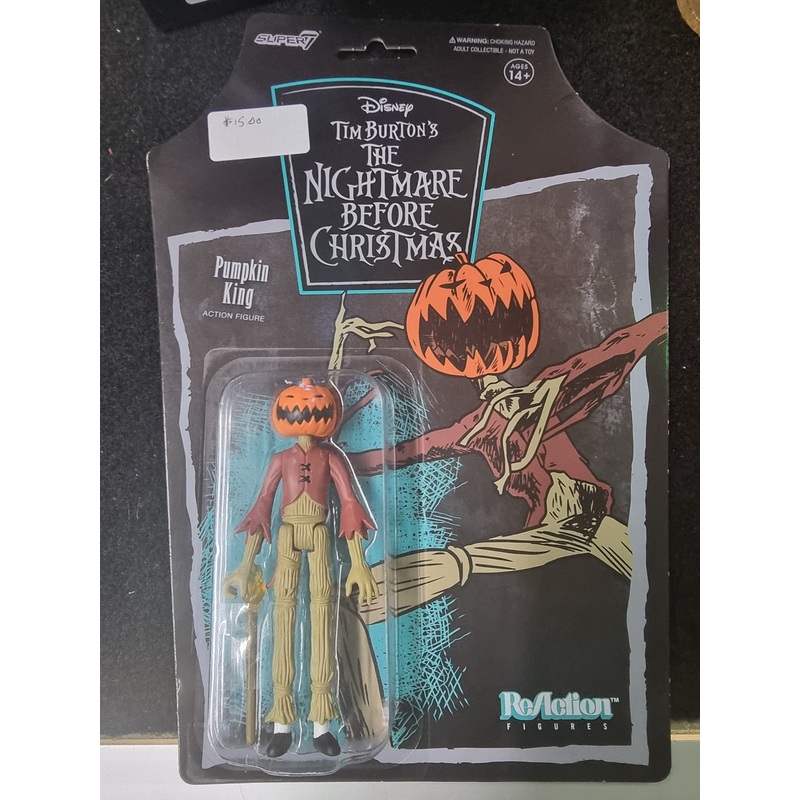 SUPER7
WARNING: CHOKING HAZARD
ADULT COLLECTIBLE - NOT A TOY
AGES
14+
$15.00
Disney
TIM BURTON'S
THE
NIGHTMARE
BEFORE
CHRISTMAS
Pumpkin
King
ACTION FIGURE
ReAction™
FIGURES